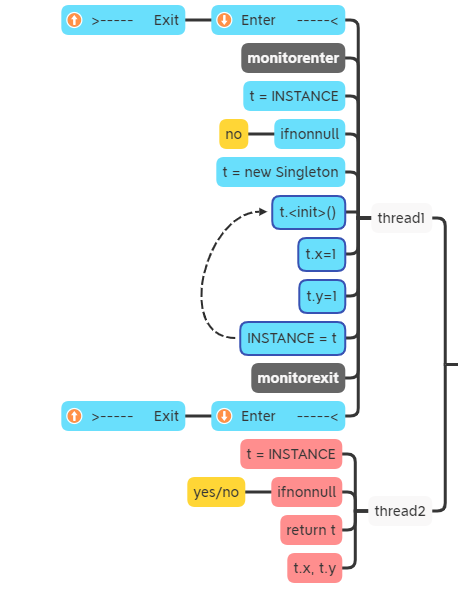 >----- Exit Enter -----<
monitorenter
t = INSTANCE
no ifnonnull
t = new Singleton
t.<init>()
t.x=1
t.y=1
INSTANCE = t
monitorexit
>----- Exit Enter -----<
thread1
t = INSTANCE
yes/no ifnonnull
return t
t.x, t.y
thread2